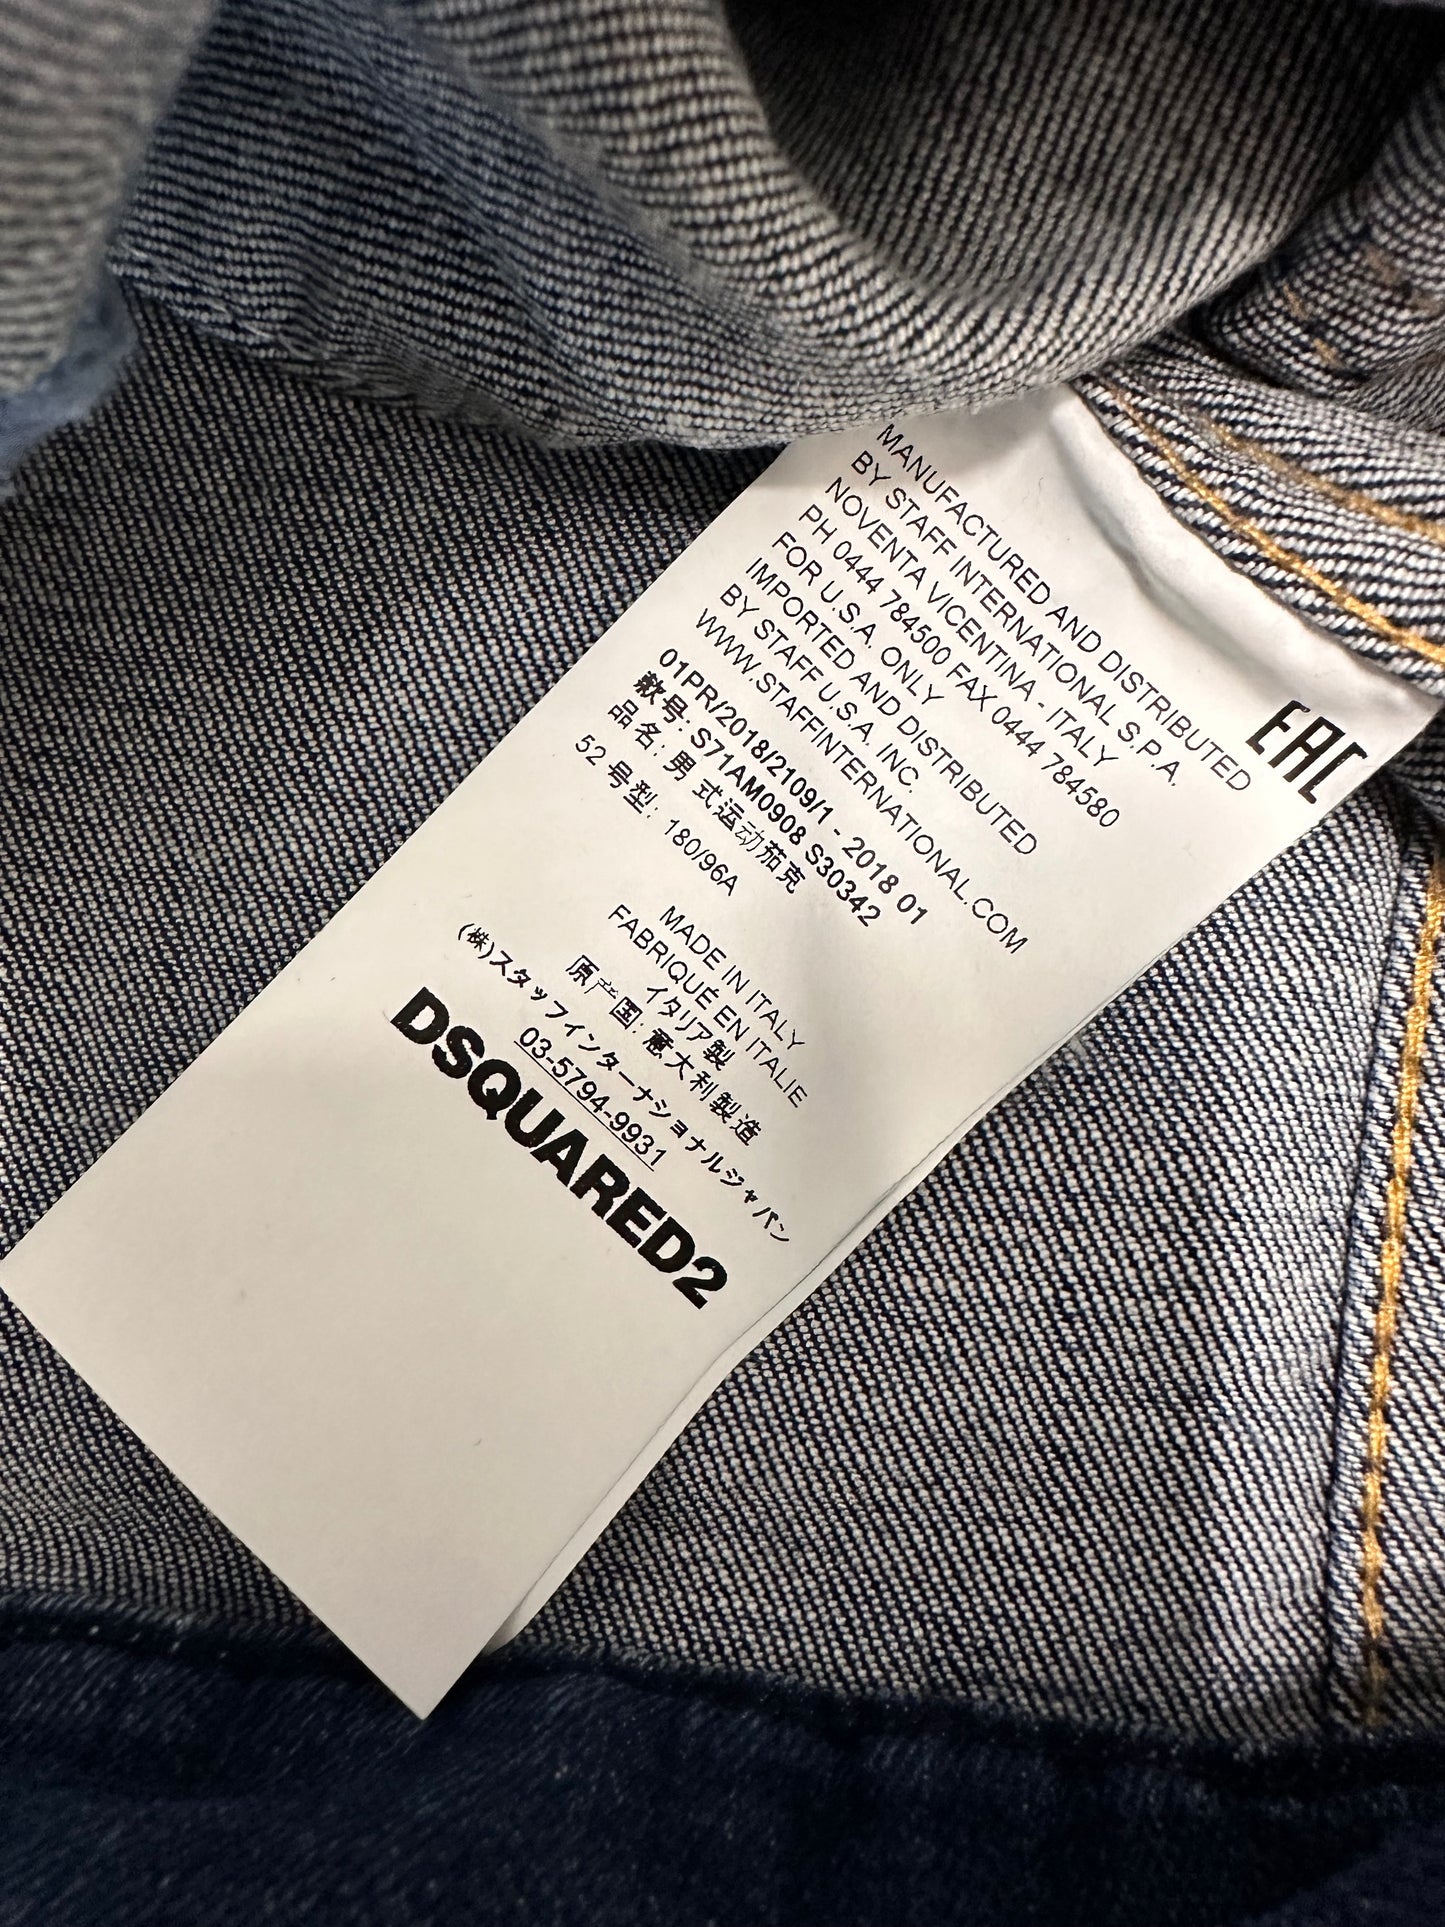 MANUFACTURED AND DISTRIBUTED
BY STAFF INTERNATIONAL S.P.A.
NOVENTA VICENTINA - ITALY
PH 0444 784500 FAX 0444 784580
FOR U.S.A. ONLY
IMPORTED AND DISTRIBUTED
BY STAFF U.S.A. INC.
WWW.STAFFINTERNATIONAL.COM
EAC
01PR/2018/2109/1 - 2018 01
款号: S71AM0908 S30342
品名: 男 式运动茄克
52 号型: 180/96A
MADE IN ITALY
FABRIQUÉ EN ITALIE
イタリア製
原产国: 意大利製造
(株)スタッフインターナショナルジャパン
03-5794-9931
DSQUARED2